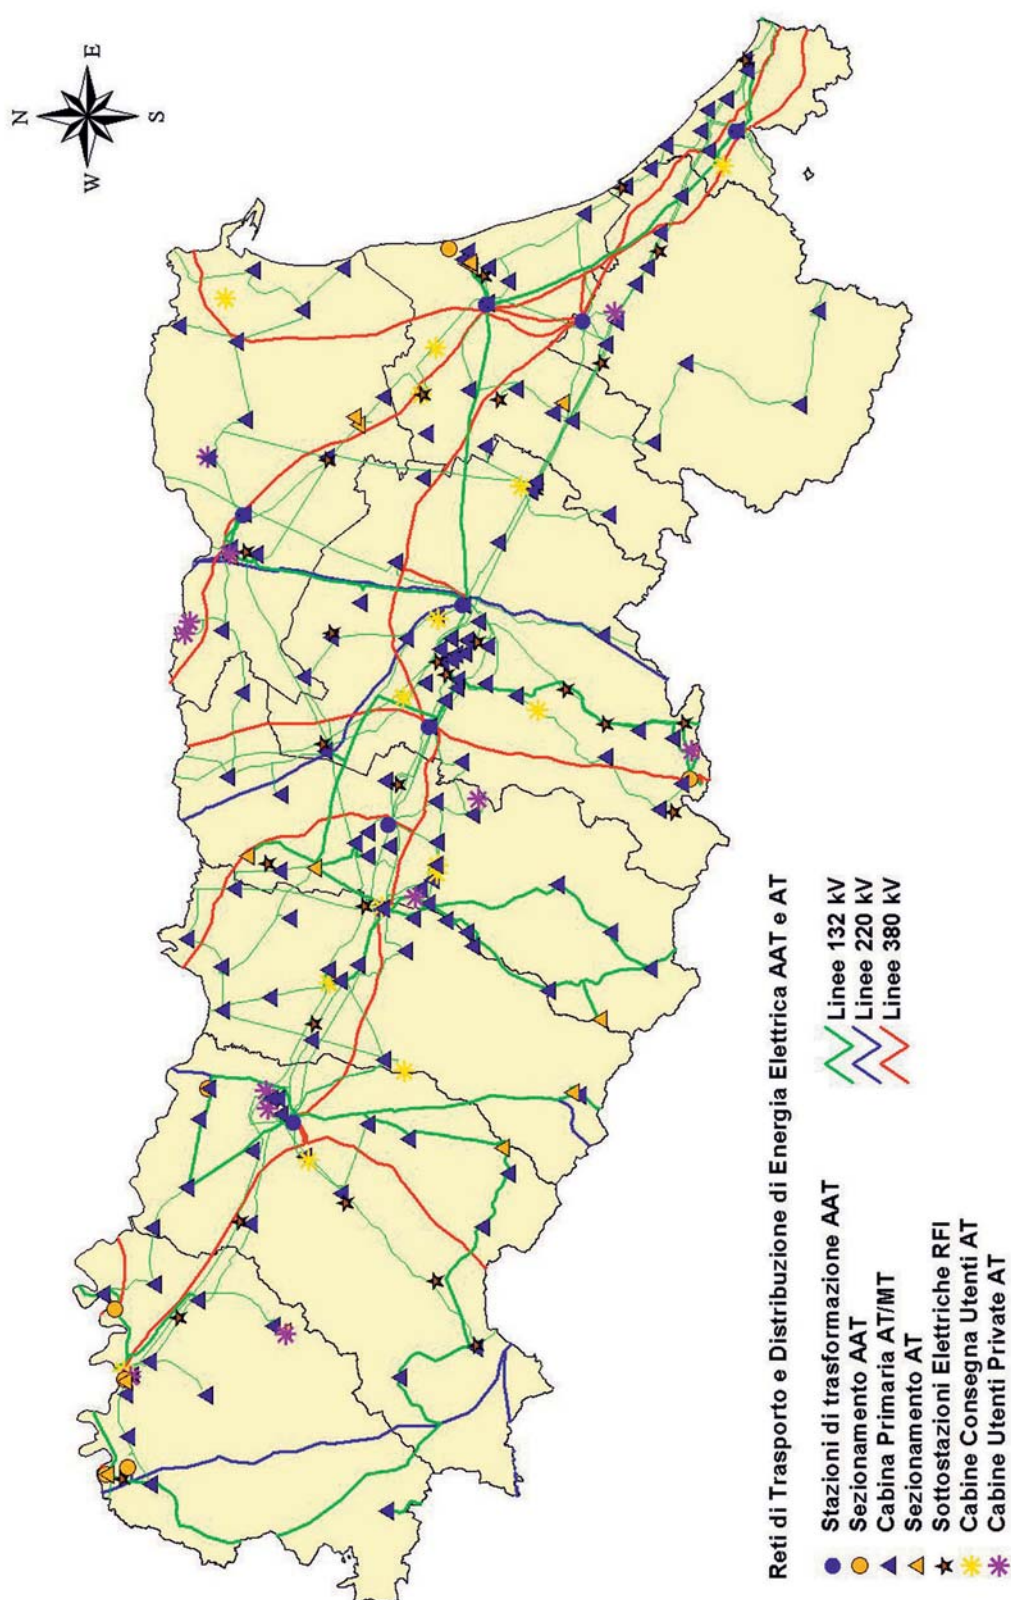 N
E
S
W
Reti di Trasporto e Distribuzione di Energia Elettrica AAT e AT
Stazioni di trasformazione AAT
Sezionamento AAT
Cabina Primaria AT/MT
Sezionamento AT
Sottostazioni Elettriche RFI
Cabine Consegna Utenti AT
Cabine Utenti Private AT
Linee 132 kV
Linee 220 kV
Linee 380 kV